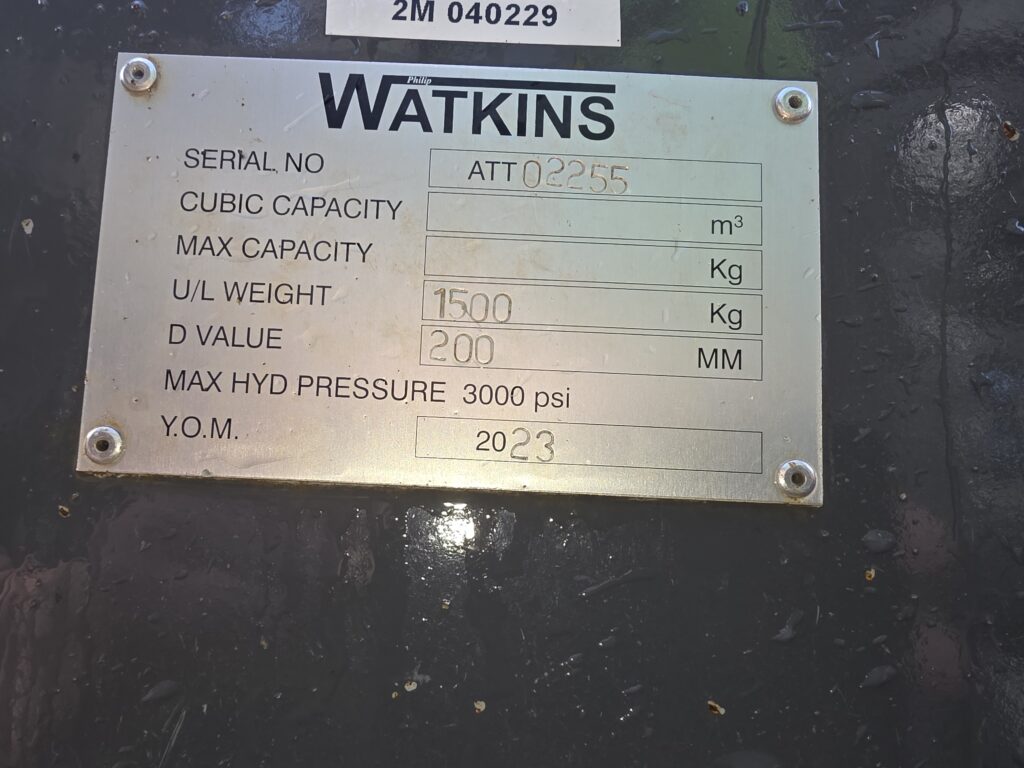 2M 040229
Philip
WATKINS
SERIAL NO ATT 02255
CUBIC CAPACITY m³
MAX CAPACITY Kg
U/L WEIGHT 1500 Kg
D VALUE 200 MM
MAX HYD PRESSURE 3000 psi
Y.O.M. 2023